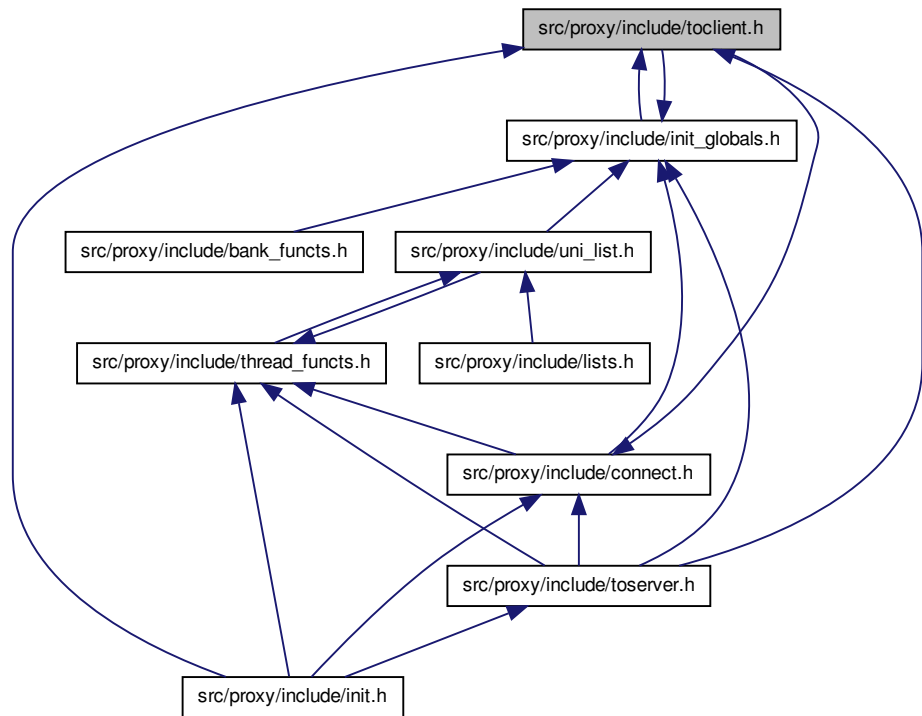 src/proxy/include/toclient.h
src/proxy/include/init_globals.h
src/proxy/include/bank_functs.h
src/proxy/include/uni_list.h
src/proxy/include/thread_functs.h
src/proxy/include/lists.h
src/proxy/include/connect.h
src/proxy/include/toserver.h
src/proxy/include/init.h